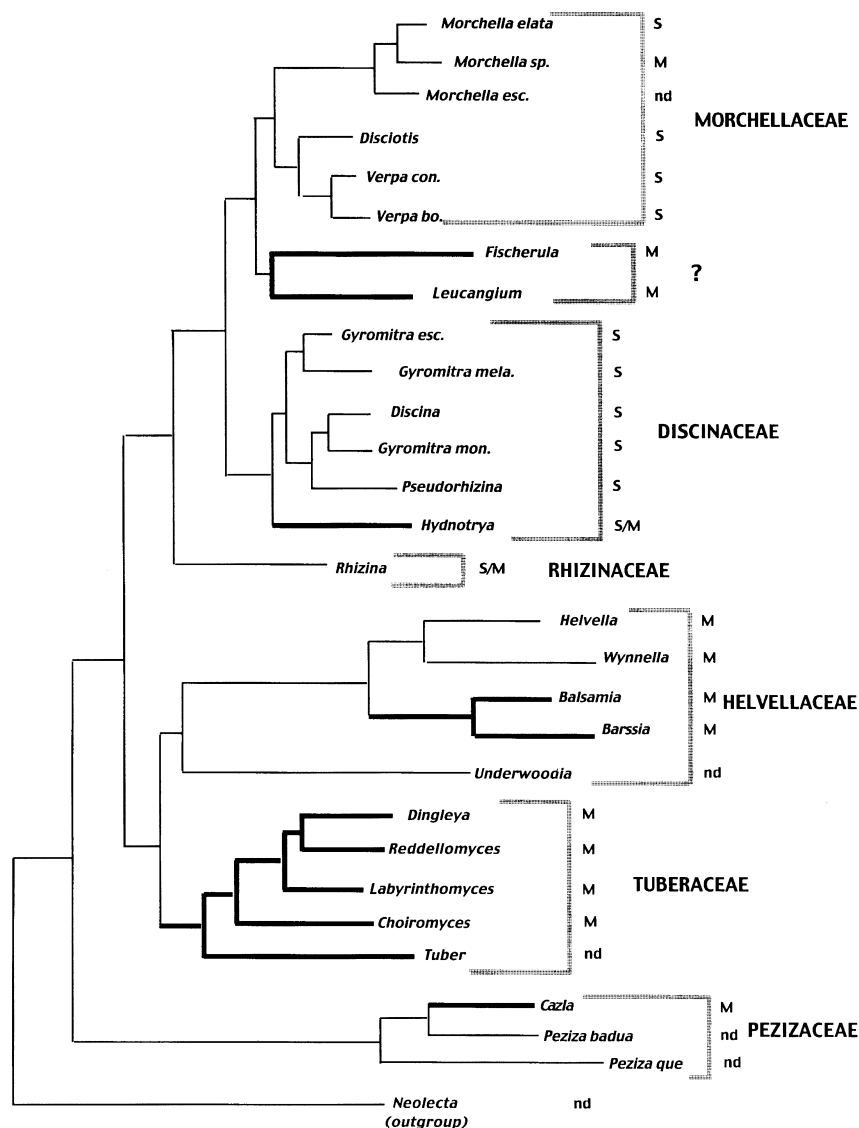 Morchella elata S
Morchella sp. M
Morchella esc. nd
MORCHELLACEAE
Disciotis S
Verpa con. S
Verpa bo. S
Fischerula M
?
Leucangium M
Gyromitra esc. S
Gyromitra mela. S
Discina S
DISCINACEAE
Gyromitra mon. S
Pseudorhizina S
Hydnotrya S/M
Rhizina S/M RHIZINACEAE
Helvella M
Wynnella M
Balsamia M
HELVELLACEAE
Barssia M
Underwoodia nd
Dingleya M
Reddellomyces M
Labyrinthomyces M
TUBERACEAE
Choiromyces M
Tuber nd
Cazia M
Peziza badua nd
PEZIZACEAE
Peziza que nd
Neolecta nd
(outgroup)